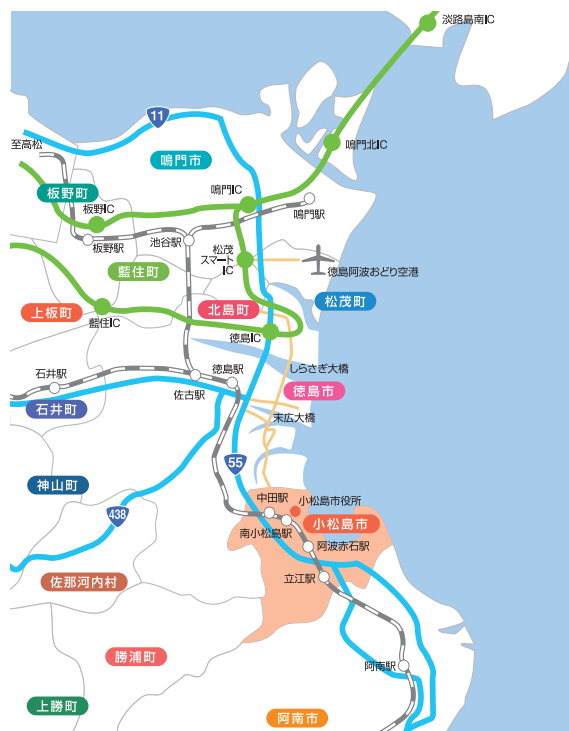 淡路島南IC
11
至高松
鳴門市
鳴門北IC
板野町
板野IC
鳴門IC
鳴門駅
板野駅
池谷駅
松茂
スマート
IC
徳島阿波おどり空港
藍住町
松茂町
上板町
北島町
藍住IC
徳島IC
しらさぎ大橋
石井駅
徳島駅
佐古駅
徳島市
石井町
末広大橋
55
神山町
中田駅
小松島市役所
438
南小松島駅
小松島市
阿波赤石駅
佐那河内村
立江駅
勝浦町
阿南駅
上勝町
阿南市